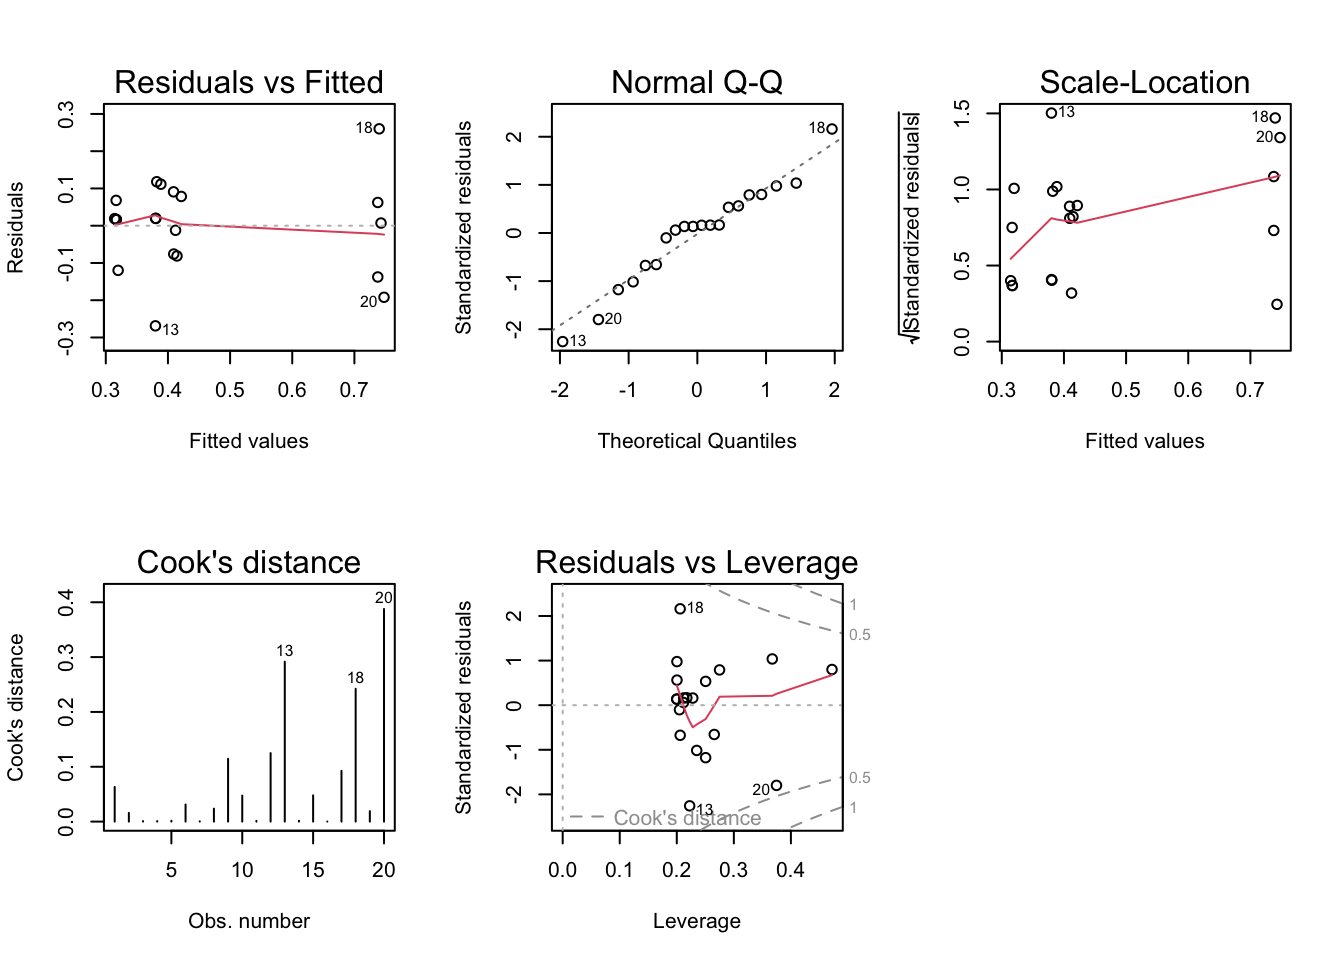 Residuals vs Fitted
Residuals
-0.3
-0.1
0.1
0.3
18
20
13
0.3 0.4 0.5 0.6 0.7
Fitted values
Normal Q-Q
Standardized residuals
-2
-1
0
1
2
18
20
13
-2 -1 0 1 2
Theoretical Quantiles
Scale-Location
√|Standardized residuals|
0.0
0.5
1.0
1.5
13
18
20
0.3 0.4 0.5 0.6 0.7
Fitted values
Cook's distance
Cook's distance
0.0
0.1
0.2
0.3
0.4
20
13
18
5 10 15 20
Obs. number
Residuals vs Leverage
Standardized residuals
-2
-1
0
1
2
18
20
13
1
0.5
0.5
1
Cook's distance
0.0 0.1 0.2 0.3 0.4
Leverage